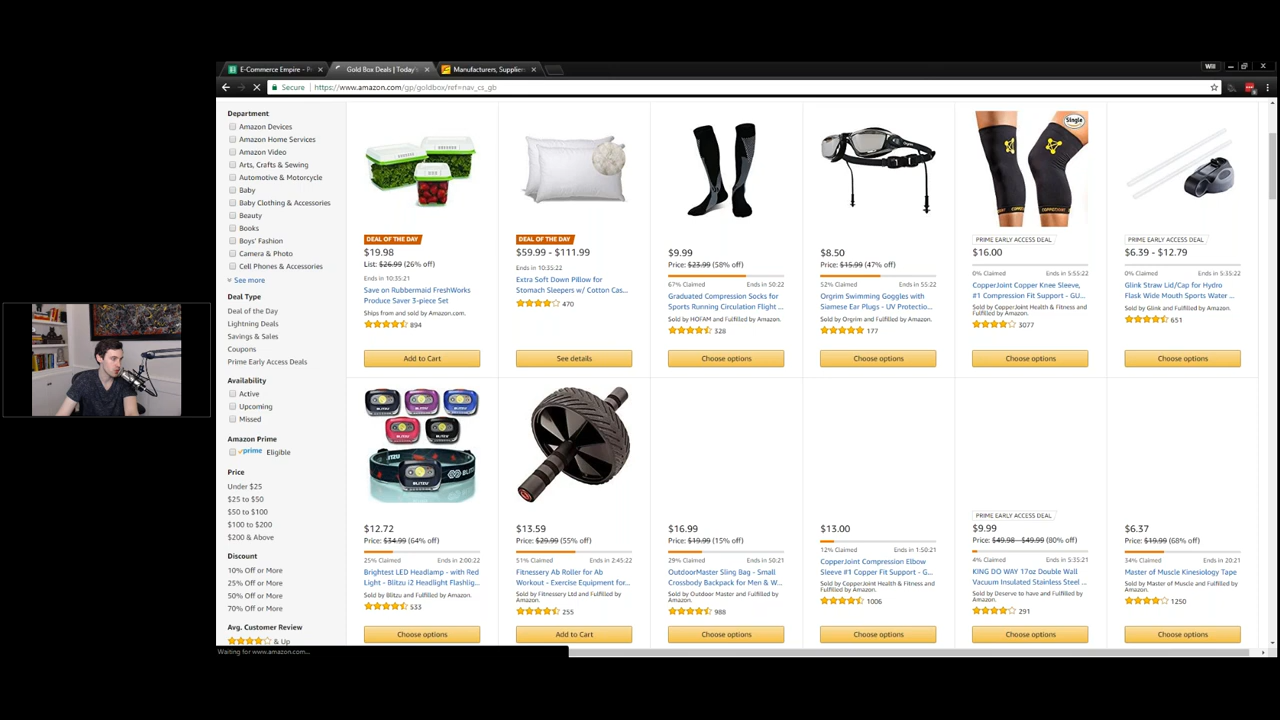 E-Commerce Empire - P
Gold Box Deals | Today's
Manufacturers, Suppliers
Will
Secure
https://www.amazon.com/gp/goldbox/ref=nav_cs_gb
Department
Amazon Devices
Amazon Home Services
Amazon Video
Arts, Crafts & Sewing
Automotive & Motorcycle
Baby
Baby Clothing & Accessories
Beauty
Books
Boys' Fashion
Camera & Photo
Cell Phones & Accessories
See more
Deal Type
Deal of the Day
Lightning Deals
Savings & Sales
Coupons
Prime Early Access Deals
Availability
Active
Upcoming
Missed
Amazon Prime
prime Eligible
Price
Under $25
$25 to $50
$50 to $100
$100 to $200
$200 & Above
Discount
10% Off or More
25% Off or More
50% Off or More
70% Off or More
Avg. Customer Review
& Up
DEAL OF THE DAY
$19.98
List: $26.99 (26% off)
Ends in 10:35:21
Save on Rubbermaid FreshWorks
Produce Saver 3-piece Set
Ships from and sold by Amazon.com.
894
Add to Cart
DEAL OF THE DAY
$59.99 - $111.99
Ends in 10:35:22
Extra Soft Down Pillow for
Stomach Sleepers w/ Cotton Cas...
470
See details
$9.99
Price: $23.99 (58% off)
67% Claimed Ends in 50:22
Graduated Compression Socks for
Sports Running Circulation Flight ...
Sold by HOFAM and Fulfilled by Amazon.
328
Choose options
$8.50
Price: $15.99 (47% off)
52% Claimed Ends in 55:22
Orgrim Swimming Goggles with
Siamese Ear Plugs - UV Protectio...
Sold by Orgrim and Fulfilled by Amazon.
177
Choose options
Single
PRIME EARLY ACCESS DEAL
$16.00
0% Claimed Ends in 5:55:22
CopperJoint Copper Knee Sleeve,
#1 Compression Fit Support - GU...
Sold by CopperJoint Health & Fitness and
Fulfilled by Amazon.
3077
Choose options
PRIME EARLY ACCESS DEAL
$6.39 - $12.79
0% Claimed Ends in 5:50:22
Glink Straw Lid/Cap for Hydro
Flask Wide Mouth Sports Water ...
Sold by Glink and Fulfilled by Amazon.
651
Choose options
BLITZU
$12.72
Price: $34.99 (64% off)
25% Claimed Ends in 2:00:22
Brightest LED Headlamp - with Red
Light - Blitzu i2 Headlight Flashlig...
Sold by Blitzu and Fulfilled by Amazon.
533
Choose options
$13.59
Price: $29.99 (55% off)
51% Claimed Ends in 2:45:22
Fitnessery Ab Roller for Ab
Workout - Exercise Equipment for...
Sold by Fitnessery Ltd and Fulfilled by
Amazon.
255
Add to Cart
$16.99
Price: $19.99 (15% off)
29% Claimed Ends in 50:21
OutdoorMaster Sling Bag - Small
Crossbody Backpack for Men & W...
Sold by Outdoor Master and Fulfilled by
Amazon.
988
Choose options
$13.00
12% Claimed Ends in 1:50:21
CopperJoint Compression Elbow
Sleeve #1 Copper Fit Support - G...
Sold by CopperJoint Health & Fitness and
Fulfilled by Amazon.
1006
Choose options
PRIME EARLY ACCESS DEAL
$9.99
Price: $49.98 - $49.99 (80% off)
4% Claimed Ends in 5:35:21
KING DO WAY 17oz Double Wall
Vacuum Insulated Stainless Steel ...
Sold by Deserve to have and Fulfilled by
Amazon.
291
Choose options
$6.37
Price: $19.99 (68% off)
34% Claimed Ends in 20:21
Master of Muscle Kinesiology Tape
Sold by Master of Muscle and Fulfilled by
Amazon.
1250
Choose options
Waiting for www.amazon.com...